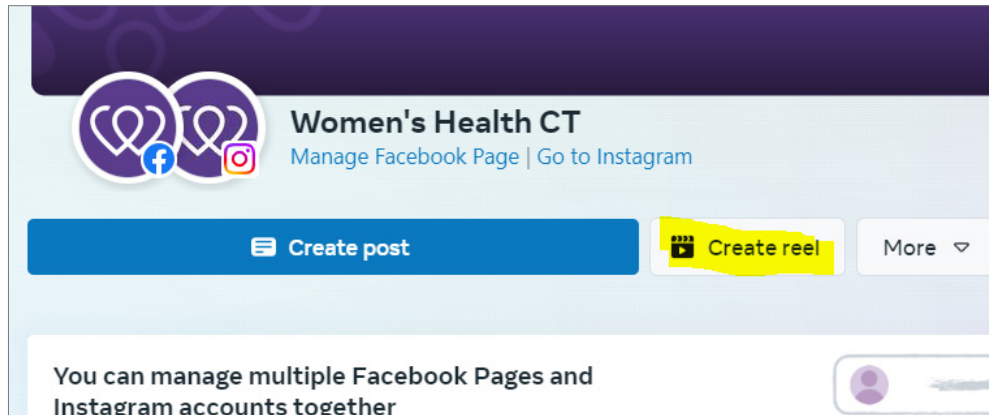 Women's Health CT
Manage Facebook Page | Go to Instagram
Create post
Create reel
More
You can manage multiple Facebook Pages and
Instagram accounts together